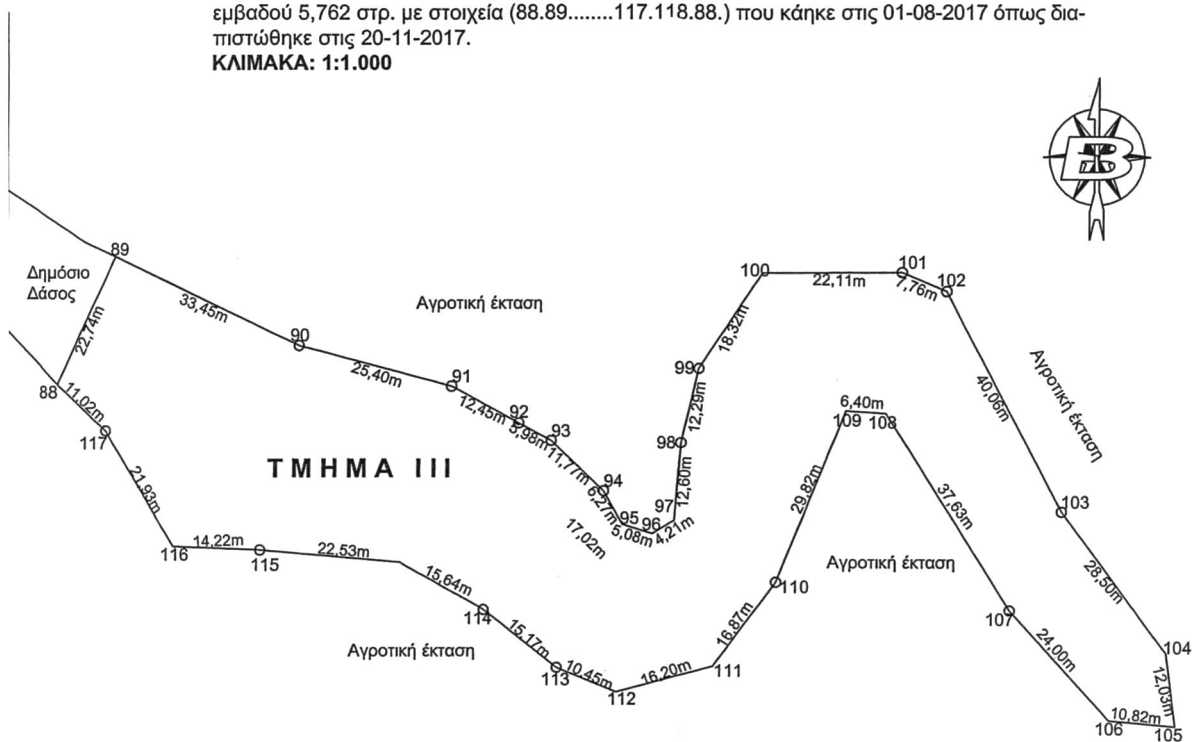 εμβαδού 5,762 στρ. με στοιχεία (88.89........117.118.88.) που κάηκε στις 01-08-2017 όπως δια-
πιστώθηκε στις 20-11-2017.
ΚΛΙΜΑΚΑ: 1:1.000
B
89
Δημόσιο
Δάσος
22,74m
33,45m
90
Αγροτική έκταση
25,40m
91
12,45m
92
5,98m
93
11,77m
94
6,27m
95
5,08m
96
4,21m
97
17,02m
12,60m
98
12,29m
99
18,32m
100
22,11m
101
7,76m
102
40,06m
Αγροτική έκταση
103
28,50m
104
12,03m
105
10,82m
106
24,00m
107
37,63m
108
6,40m
109
29,82m
Αγροτική έκταση
110
16,87m
111
16,20m
112
10,45m
113
15,17m
114
15,64m
Αγροτική έκταση
22,53m
115
14,22m
116
21,93m
117
11,02m
88
ΤΜΗΜΑ ΙΙΙ